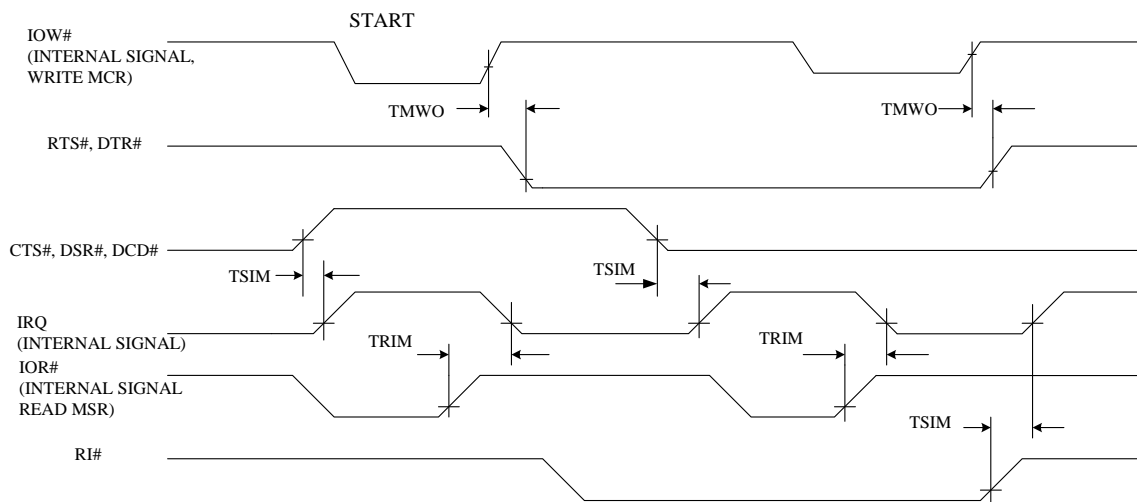 START
IOW#
(INTERNAL SIGNAL,
WRITE MCR)
TMWO
TMWO
RTS#, DTR#
CTS#, DSR#, DCD#
TSIM
TSIM
IRQ
(INTERNAL SIGNAL)
TRIM
TRIM
IOR#
(INTERNAL SIGNAL
READ MSR)
TSIM
RI#